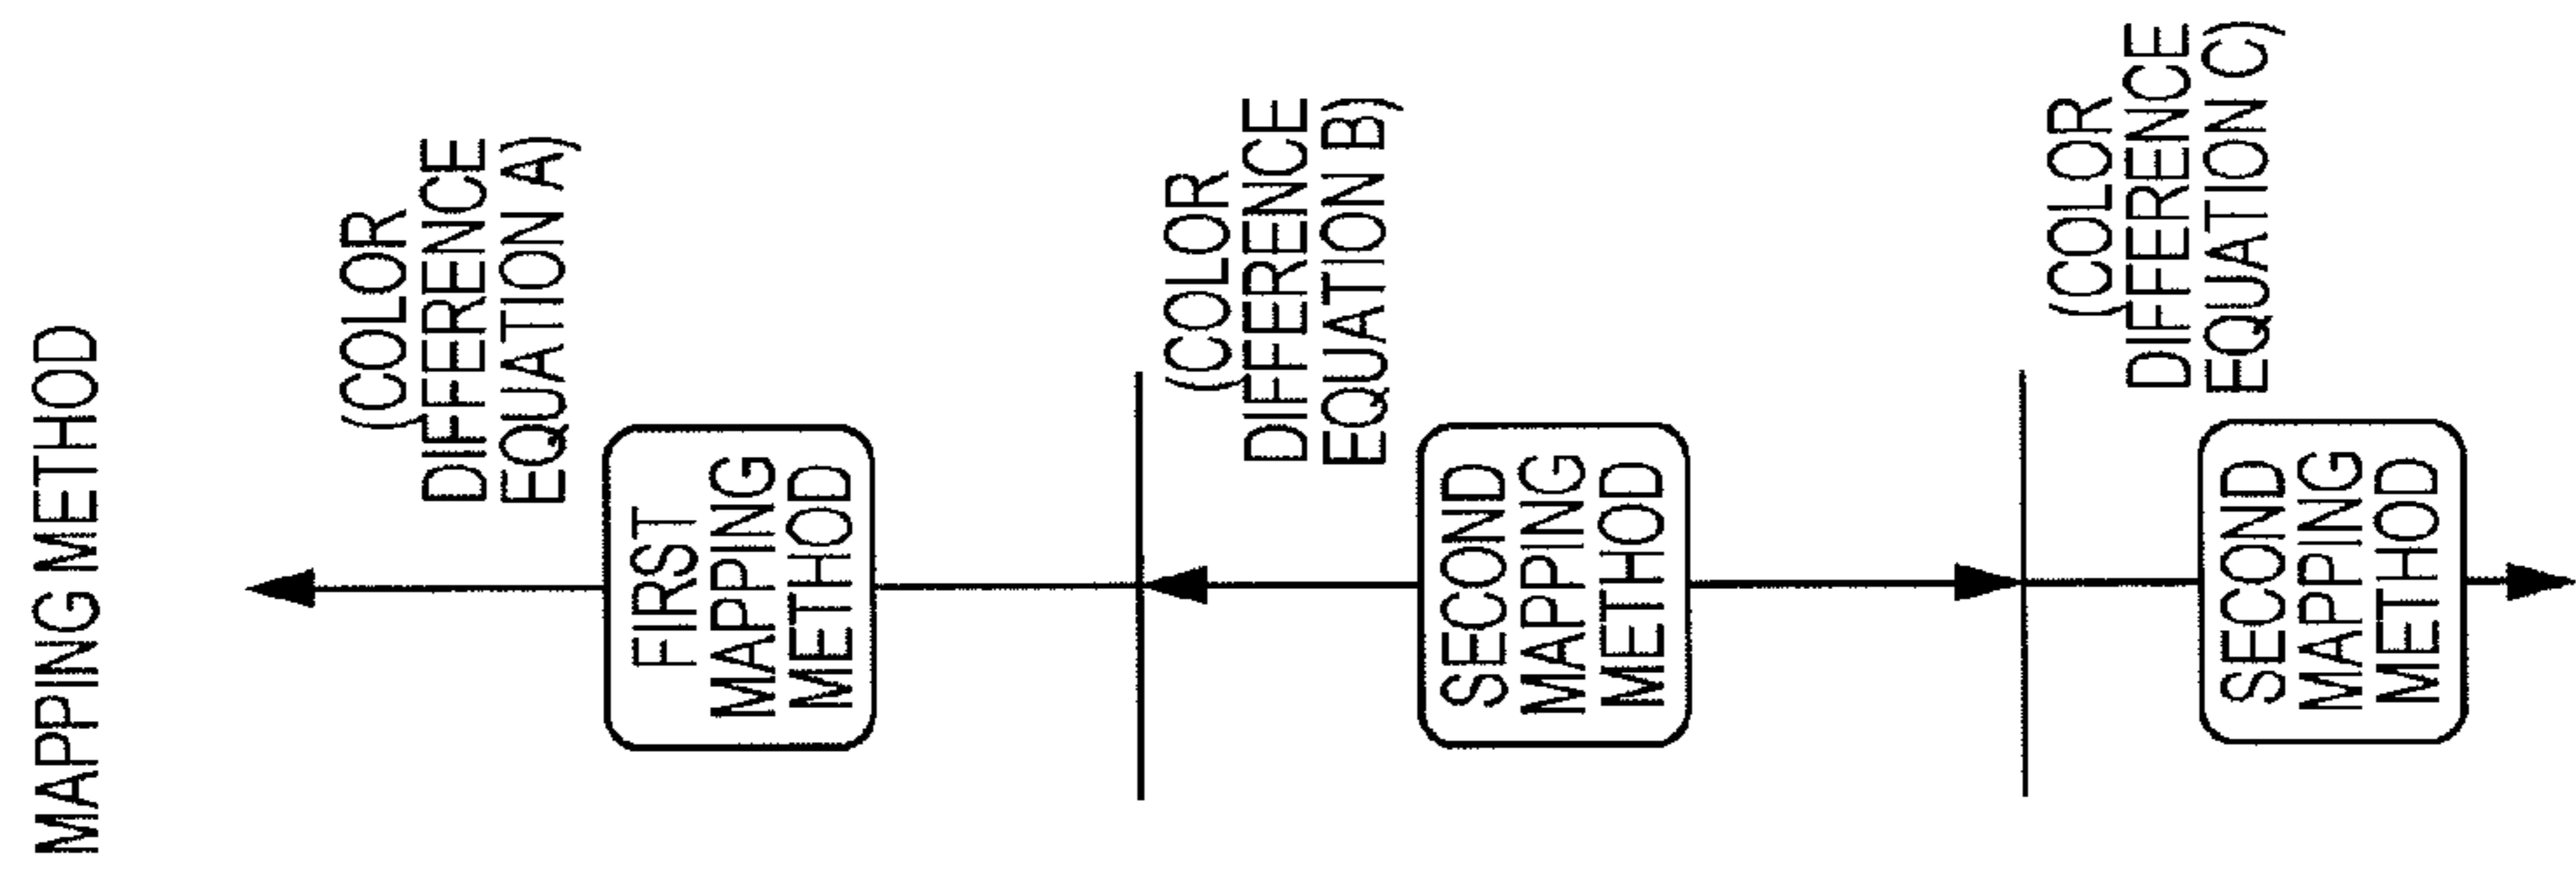 MAPPING METHOD
(COLOR
DIFFERENCE
EQUATION A)
FIRST
MAPPING
METHOD
(COLOR
DIFFERENCE
EQUATION B)
SECOND
MAPPING
METHOD
(COLOR
DIFFERENCE
EQUATION C)
SECOND
MAPPING
METHOD